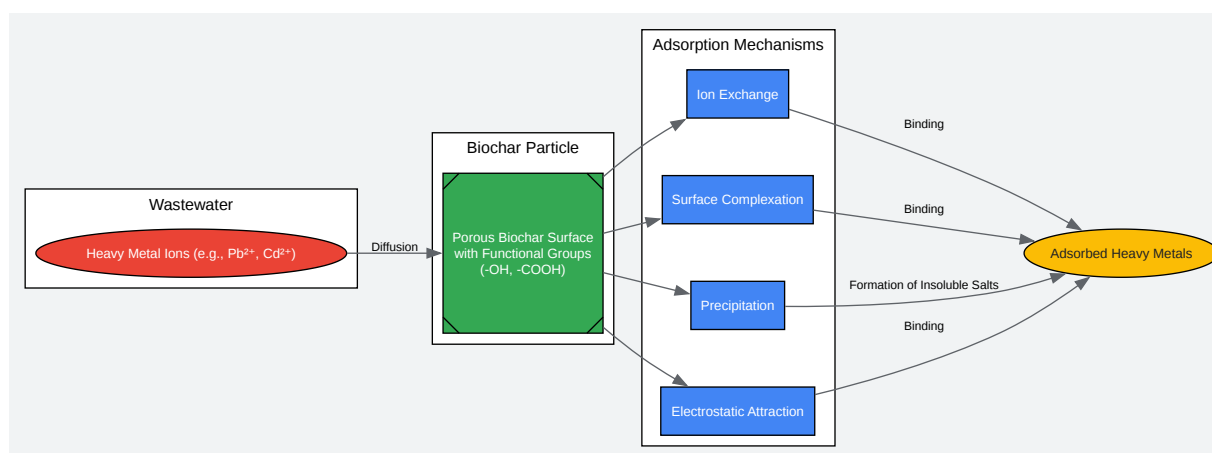 Wastewater
Heavy Metal Ions (e.g., Pb²⁺, Cd²⁺)
Diffusion
Biochar Particle
Porous Biochar Surface
with Functional Groups
(-OH, -COOH)
Adsorption Mechanisms
Ion Exchange
Surface Complexation
Precipitation
Electrostatic Attraction
Binding
Binding
Formation of Insoluble Salts
Binding
Adsorbed Heavy Metals